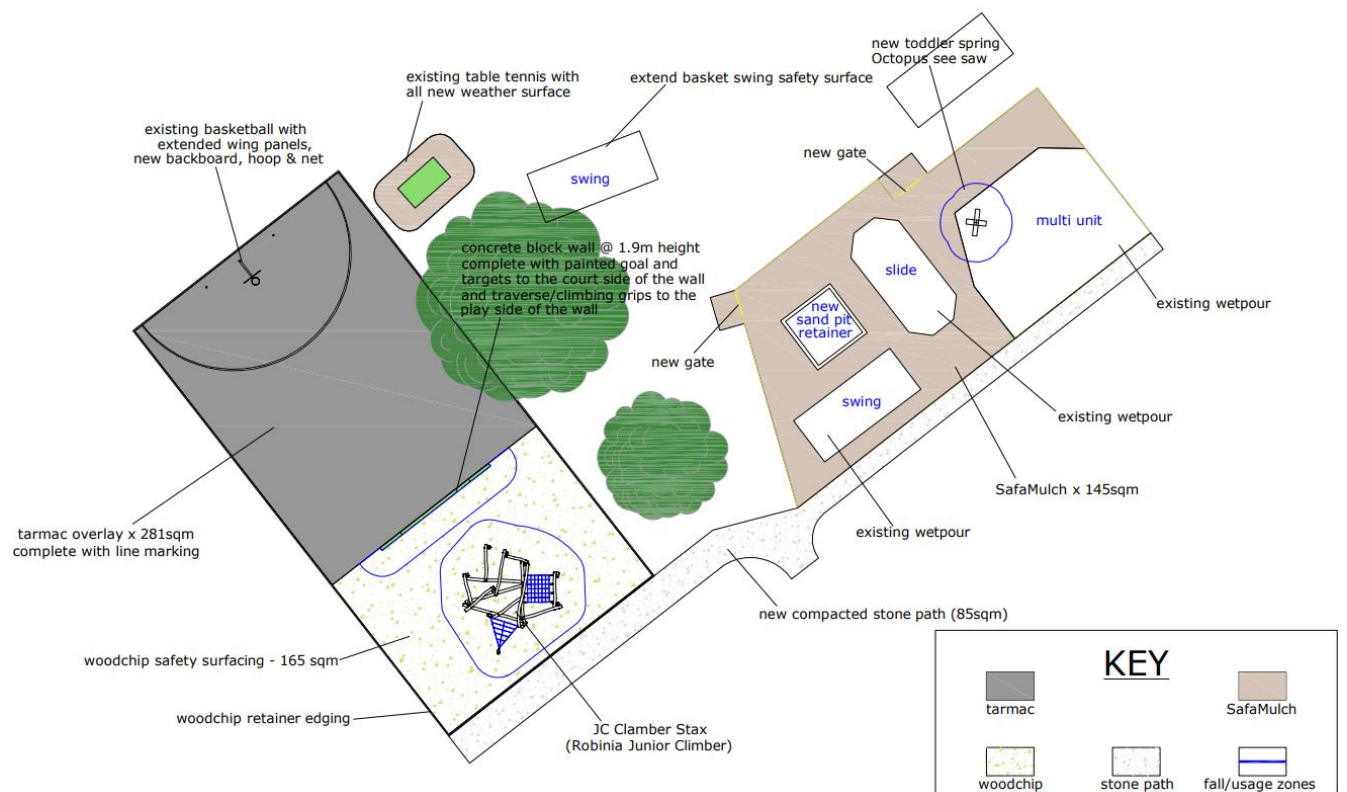 new toddler spring
Octopus see saw
existing table tennis with
all new weather surface
extend basket swing safety surface
existing basketball with
extended wing panels,
new backboard, hoop & net
new gate
swing
multi unit
concrete block wall @ 1.9m height
complete with painted goal and
targets to the court side of the wall
and traverse/climbing grips to the
play side of the wall
slide
new
sand pit
retainer
existing wetpour
new gate
swing
existing wetpour
SafaMulch x 145sqm
existing wetpour
tarmac overlay x 281sqm
complete with line marking
new compacted stone path (85sqm)
woodchip safety surfacing - 165 sqm
woodchip retainer edging
JC Clamber Stax
(Robinia Junior Climber)
KEY
tarmac
SafaMulch
woodchip
stone path
fall/usage zones